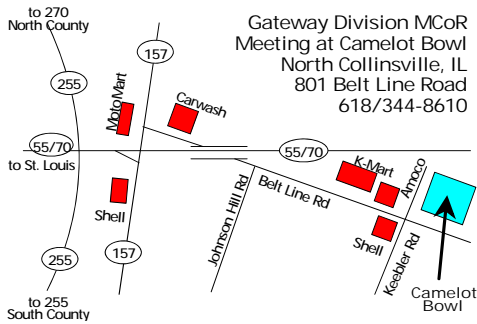 to 270
North County
Gateway Division MCoR
Meeting at Camelot Bowl
North Collinsville, IL
801 Belt Line Road
618/344-8610
157
255
MotoMart
Carwash
55/70
to St. Louis
55/70
K-Mart
Amoco
Belt Line Rd
Johnson Hill Rd
Shell
Shell
Keebler Rd
157
255
Camelot
Bowl
to 255
South County